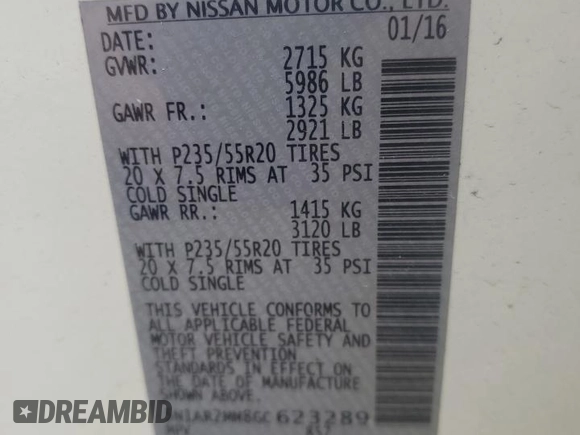 MFD BY NISSAN MOTOR CO., LTD.
DATE: 01/16
GVWR: 2715 KG
5986 LB
GAWR FR.: 1325 KG
2921 LB
WITH P235/55R20 TIRES
20 X 7.5 RIMS AT 35 PSI
COLD SINGLE
GAWR RR.: 1415 KG
3120 LB
WITH P235/55R20 TIRES
20 X 7.5 RIMS AT 35 PSI
COLD SINGLE
THIS VEHICLE CONFORMS TO
ALL APPLICABLE FEDERAL
MOTOR VEHICLE SAFETY AND
THEFT PREVENTION
STANDARDS IN EFFECT ON
THE DATE OF MANUFACTURE
SHOWN ABOVE.
N1AR2MM8GC 623289
MPV